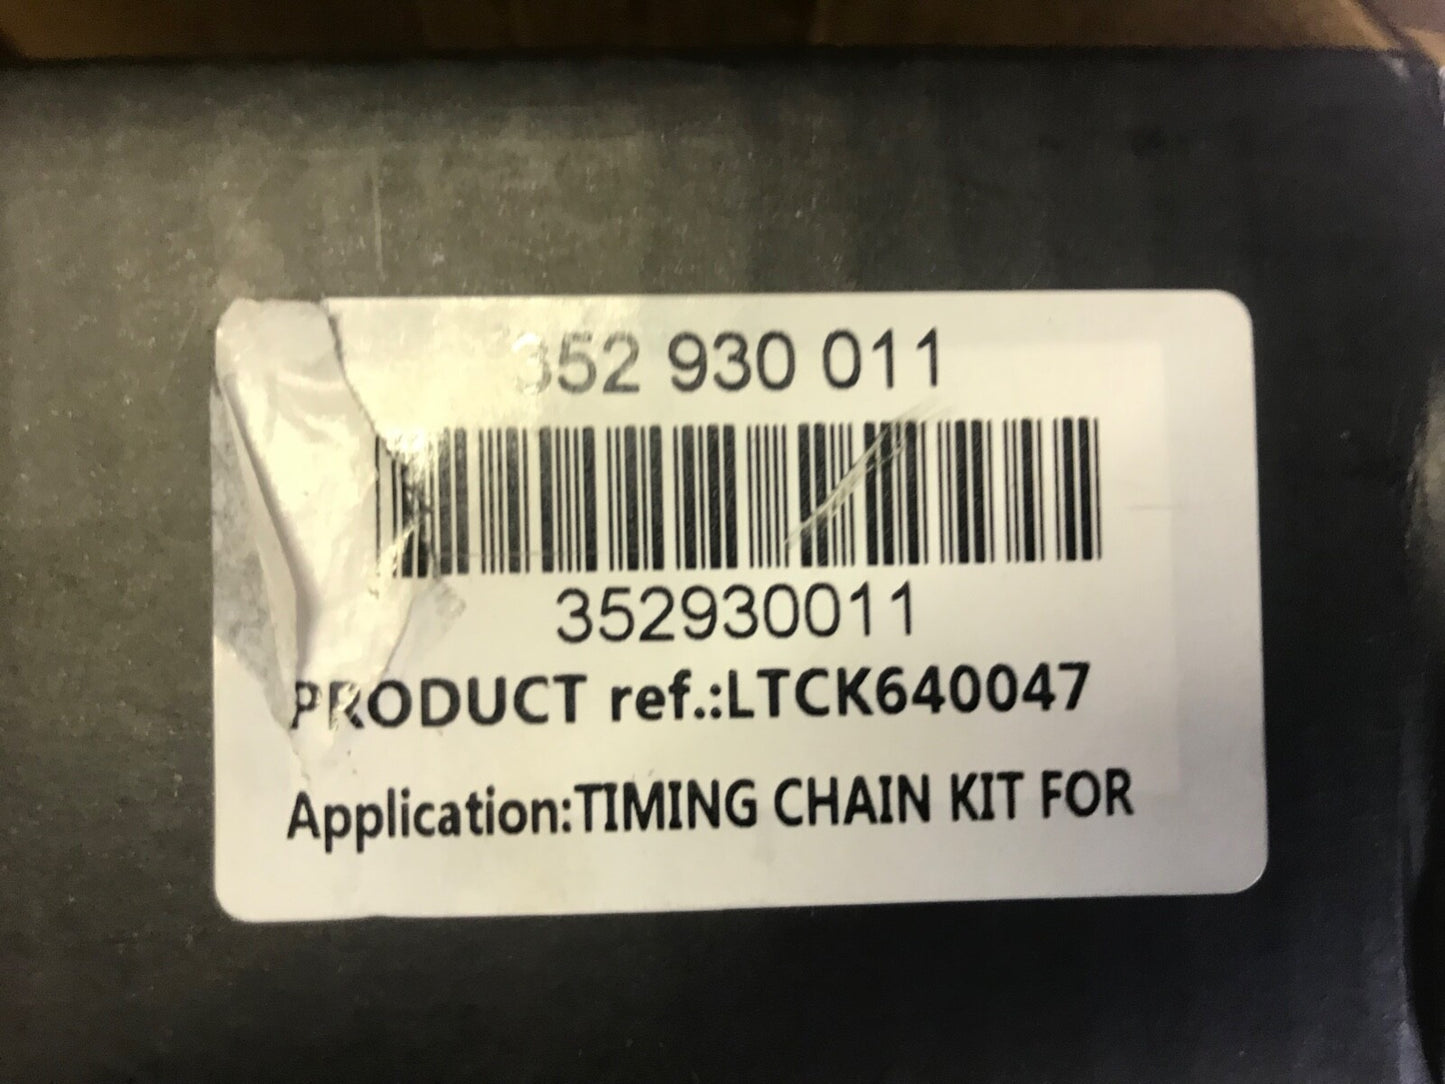 352 930 011
352930011
PRODUCT ref.:LTCK640047
Application:TIMING CHAIN KIT FOR